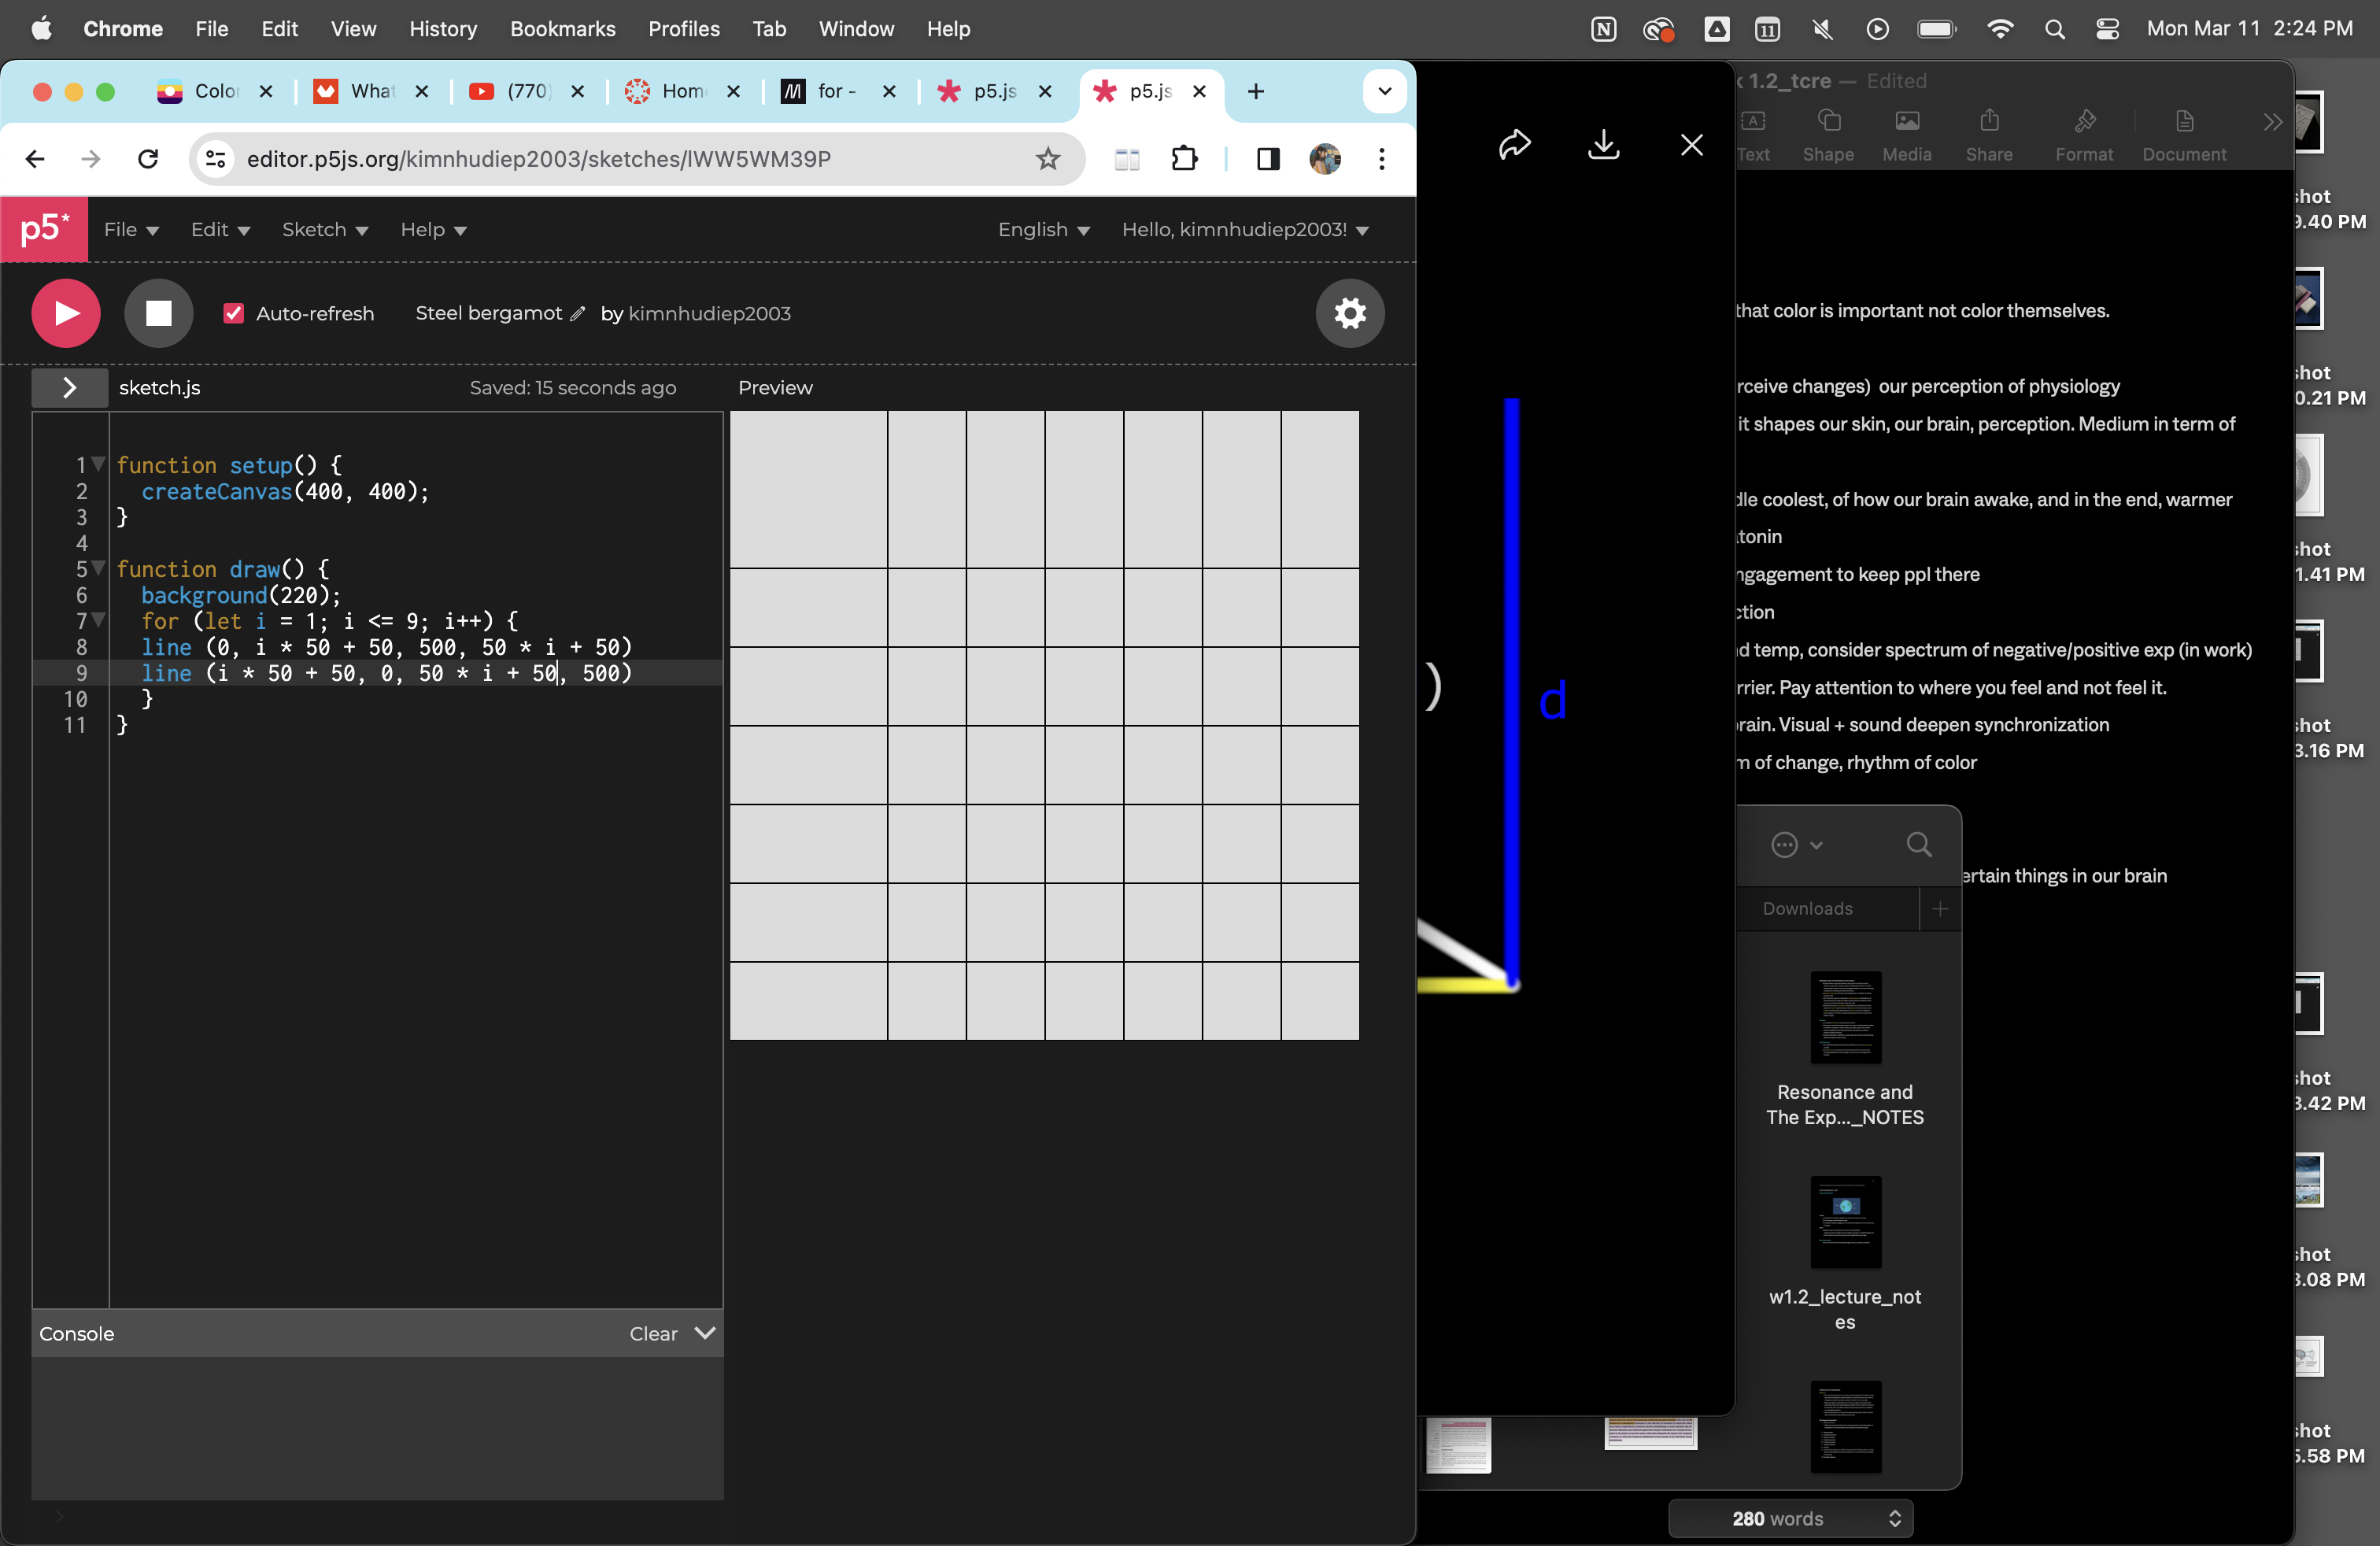 Chrome File Edit View History Bookmarks Profiles Tab Window Help
11 Mon Mar 11 2:24 PM
Colo What (770) Hom for - p5.js p5.js
editor.p5js.org/kimnhudiep2003/sketches/lWW5WM39P
p5* File Edit Sketch Help English Hello, kimnhudiep2003!
Auto-refresh Steel bergamot by kimnhudiep2003
sketch.js Saved: 15 seconds ago Preview
1 function setup() {
2 createCanvas(400, 400);
3 }
4
5 function draw() {
6 background(220);
7 for (let i = 1; i <= 9; i++) {
8 line (0, i * 50 + 50, 500, 50 * i + 50)
9 line (i * 50 + 50, 0, 50 * i + 50, 500)
10 }
11 }
Console Clear
)
d
k 1.2_tcre — Edited
Text Shape Media Share Format Document
that color is important not color themselves.
rceive changes) our perception of physiology
it shapes our skin, our brain, perception. Medium in term of
dle coolest, of how our brain awake, and in the end, warmer
atonin
ngagement to keep ppl there
ction
nd temp, consider spectrum of negative/positive exp (in work)
rrier. Pay attention to where you feel and not feel it.
brain. Visual + sound deepen synchronization
m of change, rhythm of color
ertain things in our brain
Downloads
Resonance and
The Exp..._NOTES
w1.2_lecture_not
es
280 words
shot
9.40 PM
shot
0.21 PM
shot
1.41 PM
shot
3.16 PM
shot
3.42 PM
shot
3.08 PM
shot
5.58 PM